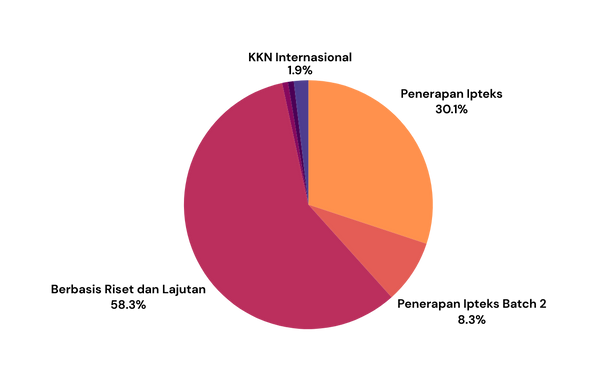 KKN Internasional
1.9%
Penerapan Ipteks
30.1%
Berbasis Riset dan Lajutan
58.3%
Penerapan Ipteks Batch 2
8.3%